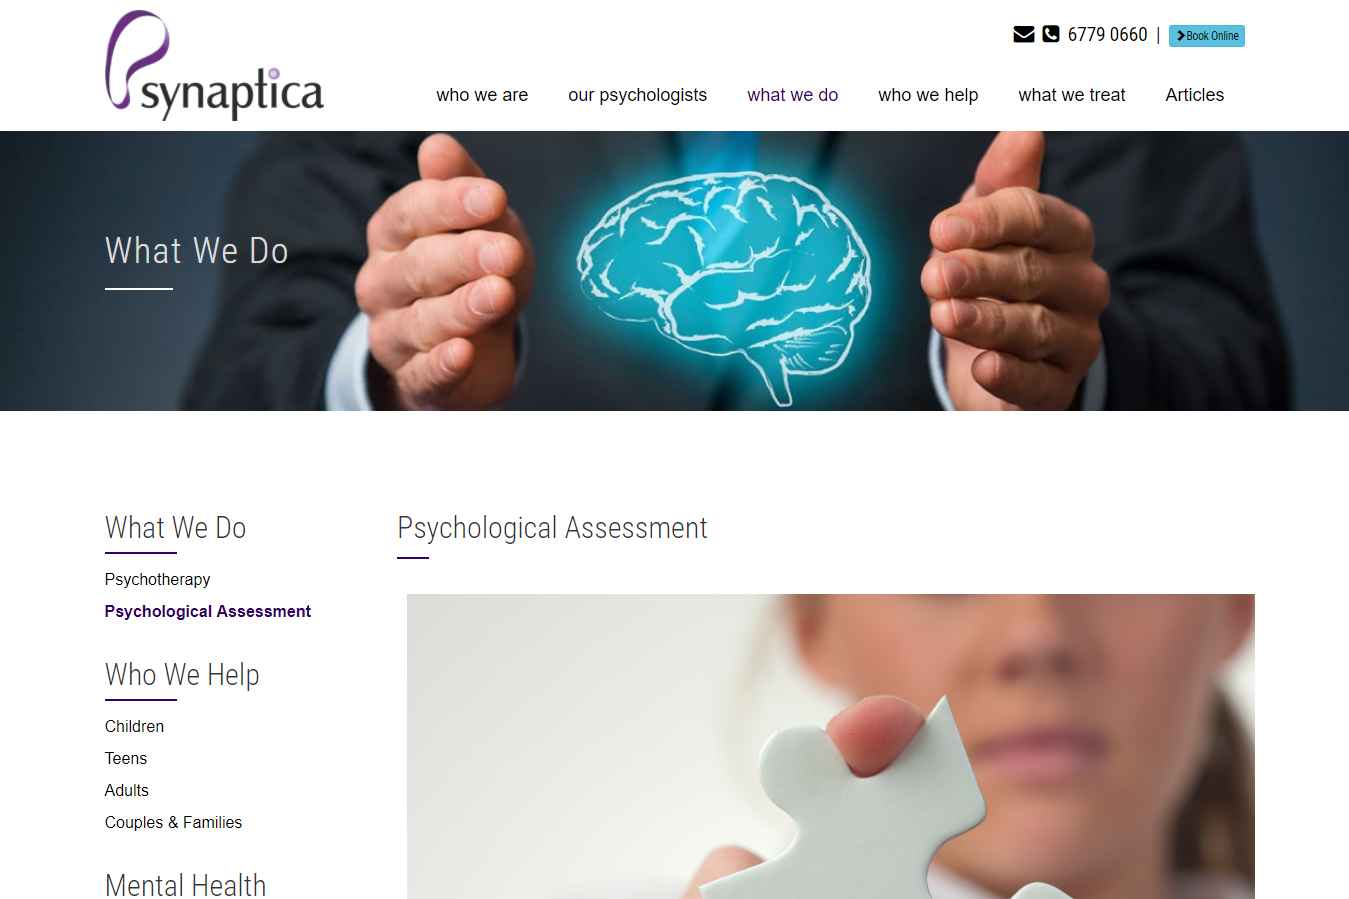 Psynaptica
6779 0660 | Book Online
who we are our psychologists what we do who we help what we treat Articles
What We Do
What We Do
Psychotherapy
Psychological Assessment
Who We Help
Children
Teens
Adults
Couples & Families
Mental Health
Psychological Assessment